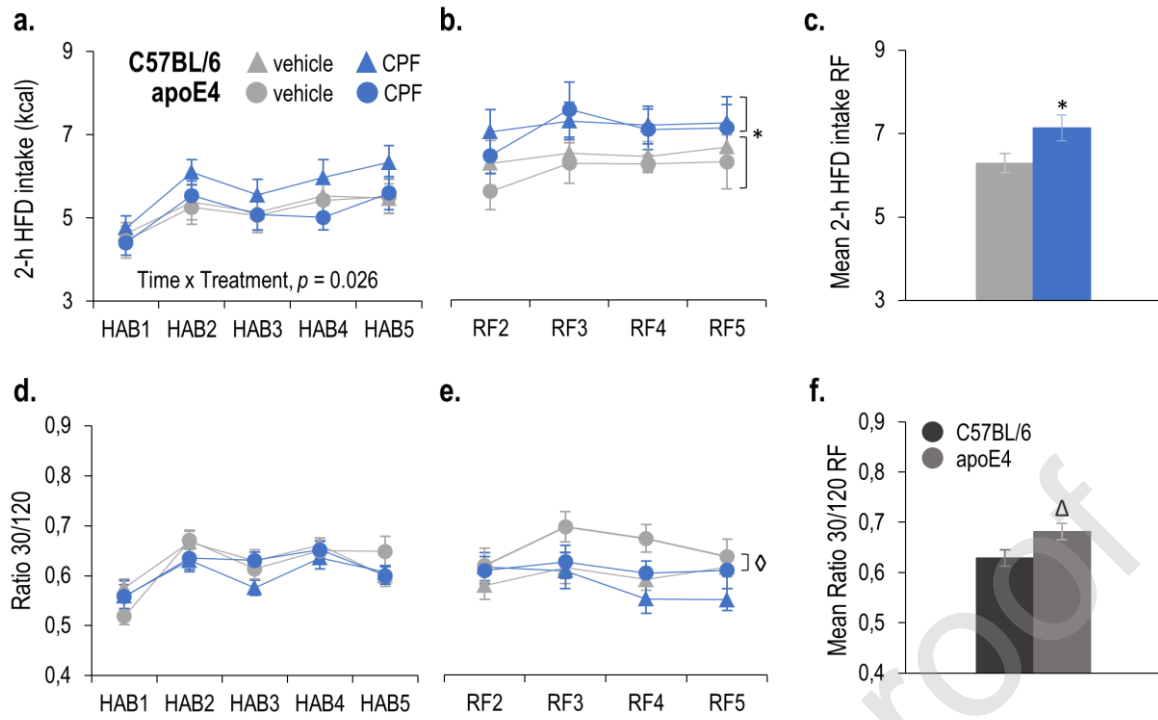 a.
C57BL/6 vehicle CPF
apoE4 vehicle CPF
2-h HFD intake (kcal)
9
7
5
3
Time x Treatment, p = 0.026
HAB1 HAB2 HAB3 HAB4 HAB5
b.
*
RF2 RF3 RF4 RF5
c.
Mean 2-h HFD intake RF
9
7
5
3
*
d.
Ratio 30/120
0,9
0,8
0,7
0,6
0,5
0,4
HAB1 HAB2 HAB3 HAB4 HAB5
e.
◊
RF2 RF3 RF4 RF5
f.
Mean Ratio 30/120 RF
0,9
0,8
0,7
0,6
0,5
0,4
C57BL/6
apoE4
Δ
roof